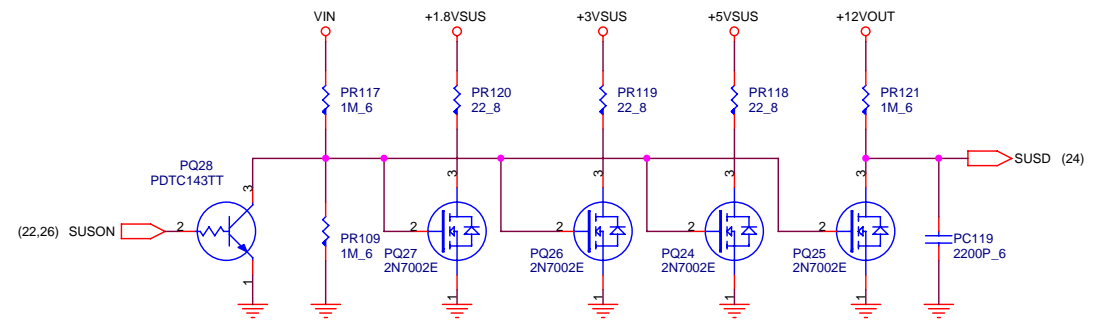 VIN
+1.8VSUS
+3VSUS
+5VSUS
+12VOUT
PR117
1M_6
PR120
22_8
PR119
22_8
PR118
22_8
PR121
1M_6
PQ28
PDTC143TT
3
3
3
3
3
SUSD (24)
(22,26) SUSON
2
2
2
2
2
PR109
1M_6
PQ27
2N7002E
PQ26
2N7002E
PQ24
2N7002E
PQ25
2N7002E
PC119
2200P_6
1
1
1
1
1